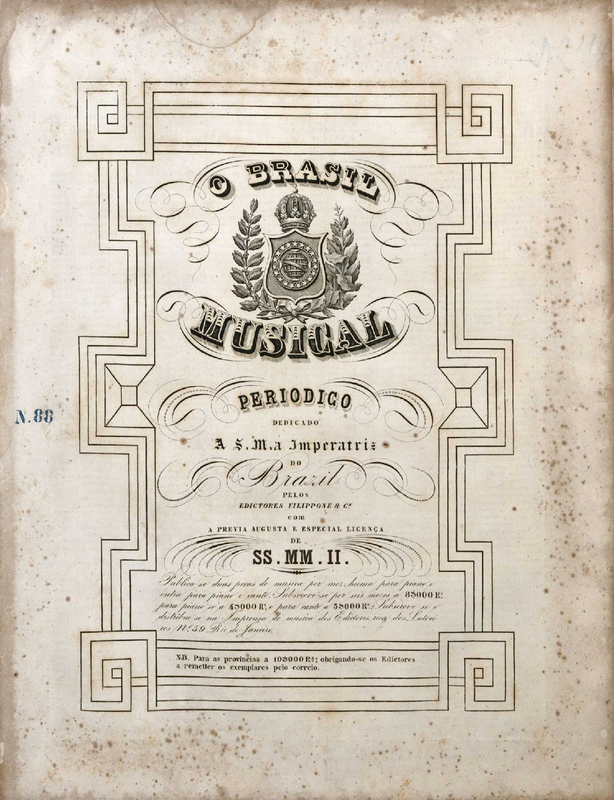 O BRASIL
MUSICAL
PERIODICO
DEDICADO
A S. M. a Imperatriz
DO
Brazil
PELOS
EDICTORES FILIPPONE & Cª
com
A PREVIA AUGUSTA E ESPECIAL LICENÇA
DE
SS. MM. II.
N. 88
Publica-se duas peças de musica por mez, huma para piano e
outra para piano e canto. Subscreve-se por seis mezes a 8$000 Rˢ
para piano só a 4$000 Rˢ, e para canto a 5$000 Rˢ: Subscreve-se e
distribue-se na Imprensa de musica dos Edictores, rua dos Latoei-
ros Nº 59 Rio de Janeiro.
NB. Para as provincias a 10$000 Rˢ; obrigando-se os Edictores
a remetter os exemplares pelo correio.